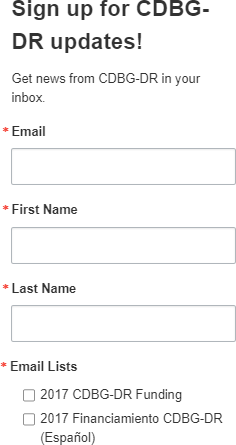 Sign up for CDBG-
DR updates!
Get news from CDBG-DR in your
inbox.
* Email
* First Name
* Last Name
* Email Lists
2017 CDBG-DR Funding
2017 Financiamiento CDBG-DR
(Español)